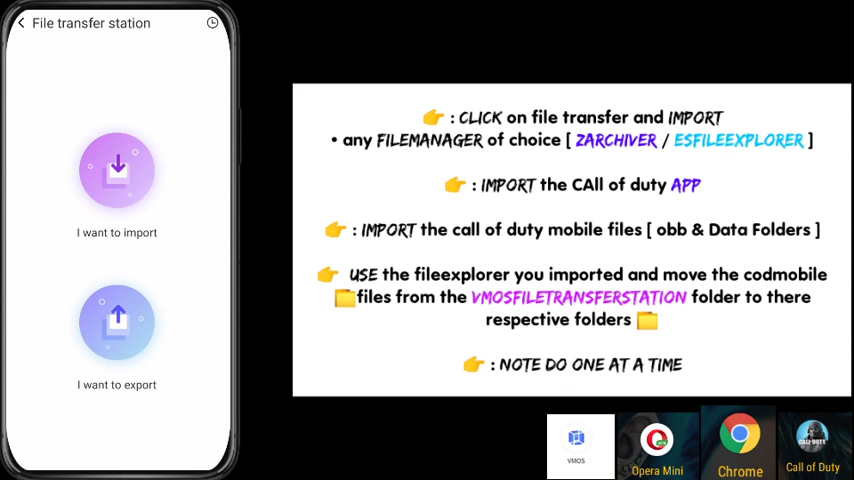 File transfer station
I want to import
I want to export
👉 : CLICK on file transfer and IMPORT
• any FILEMANAGER of choice [ ZARCHIVER / ESFILEEXPLORER ]
👉 : IMPORT the CAll of duty APP
👉 : IMPORT the call of duty mobile files [ obb & Data Folders ]
👉 USE the fileexplorer you imported and move the codmobile
📁files from the VMOSFILETRANSFERSTATION folder to there
respective folders 📁
👉 : NOTE DO ONE AT A TIME
VMOS
Opera Mini
Chrome
CALL OF DUTY
Call of Duty